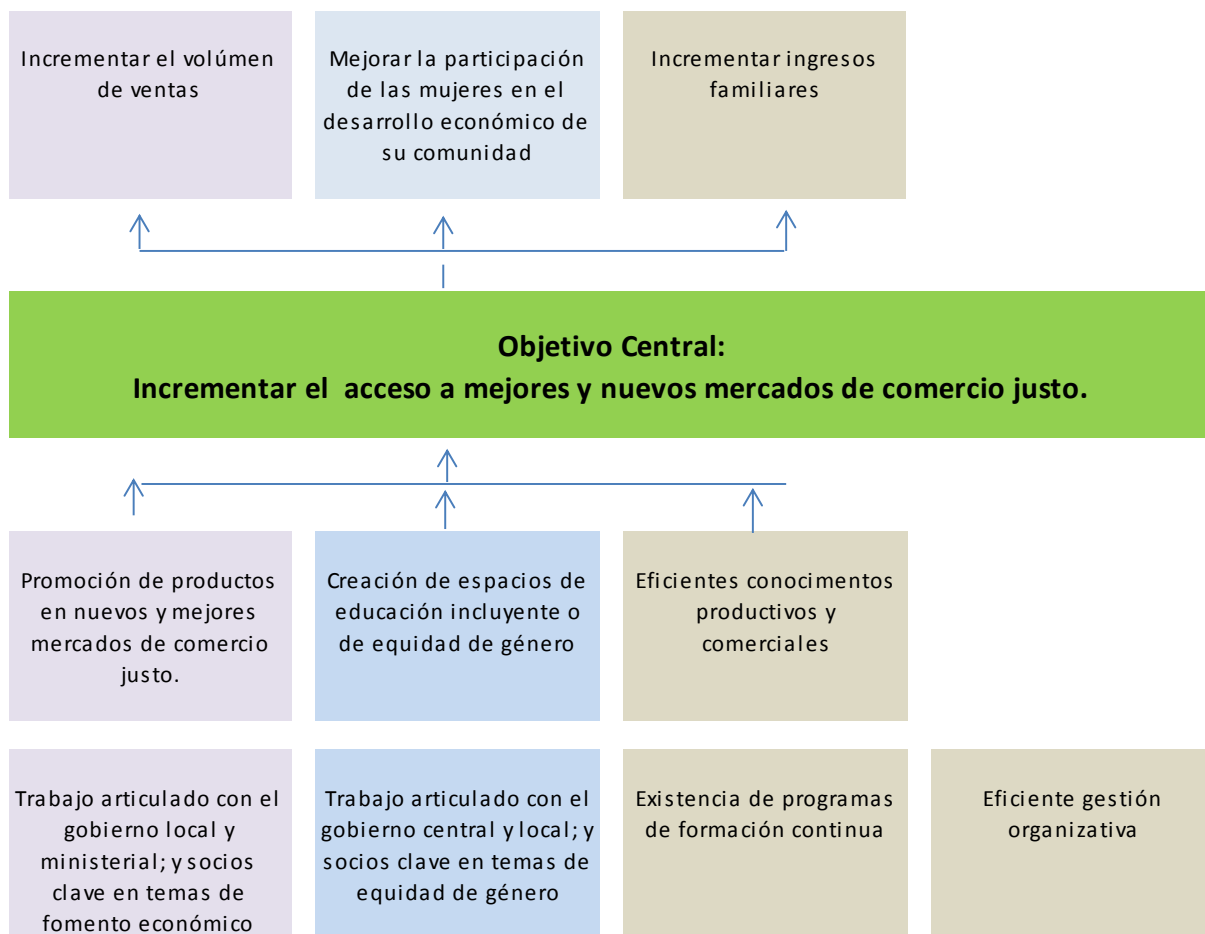 Incrementar el volúmen
de ventas
Mejorar la participación
de las mujeres en el
desarrollo económico de
su comunidad
Incrementar ingresos
familiares
Objetivo Central:
Incrementar el acceso a mejores y nuevos mercados de comercio justo.
Promoción de productos
en nuevos y mejores
mercados de comercio
justo.
Creación de espacios de
educación incluyente o
de equidad de género
Eficientes conocimentos
productivos y
comerciales
Trabajo articulado con el
gobierno local y
ministerial; y socios
clave en temas de
fomento económico
Trabajo articulado con el
gobierno central y local; y
socios clave en temas de
equidad de género
Existencia de programas
de formación continua
Eficiente gestión
organizativa